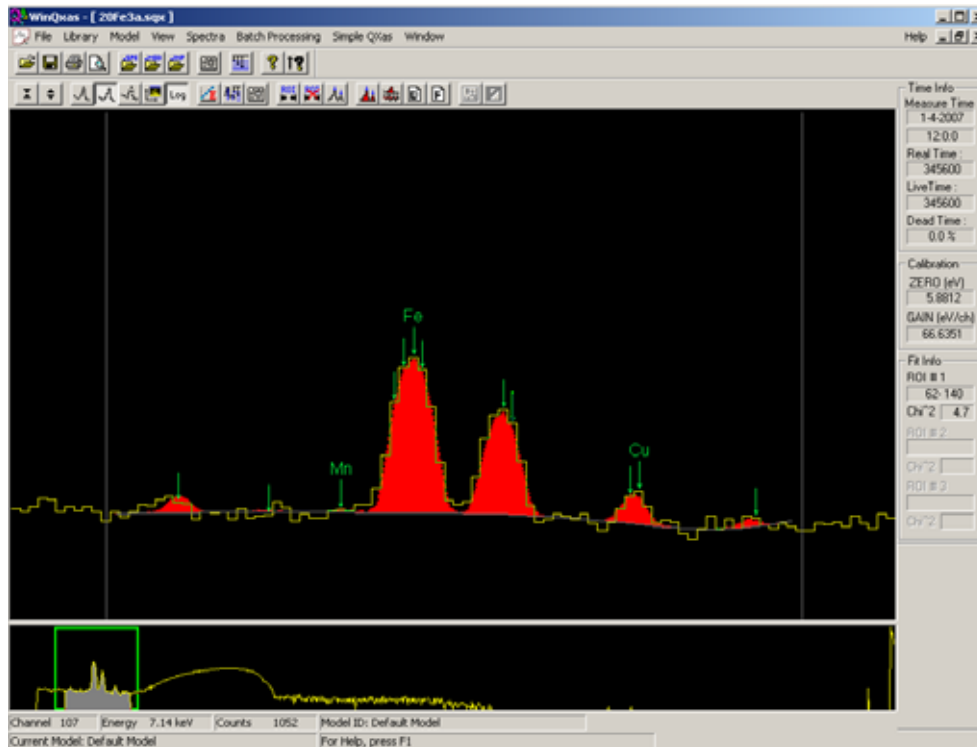 WinQxas - [ 20Fe3a.sqx ]
File Library Model View Spectra Batch Processing Simple QXas Window Help
Log
Time Info
Measure Time
1-4-2007
12:0:0
Real Time :
345600
LiveTime :
345600
Dead Time :
0.0 %
Calibration
ZERO (eV)
5.8812
GAIN (eV/ch)
66.6351
Fit Info
ROI # 1
62- 140
Chi^2 4.7
ROI # 2
Chi^2
ROI # 3
Chi^2
Fe
Mn
Cu
Channel 107 Energy 7.14 keV Counts 1052 Model ID: Default Model
Current Model: Default Model For Help, press F1